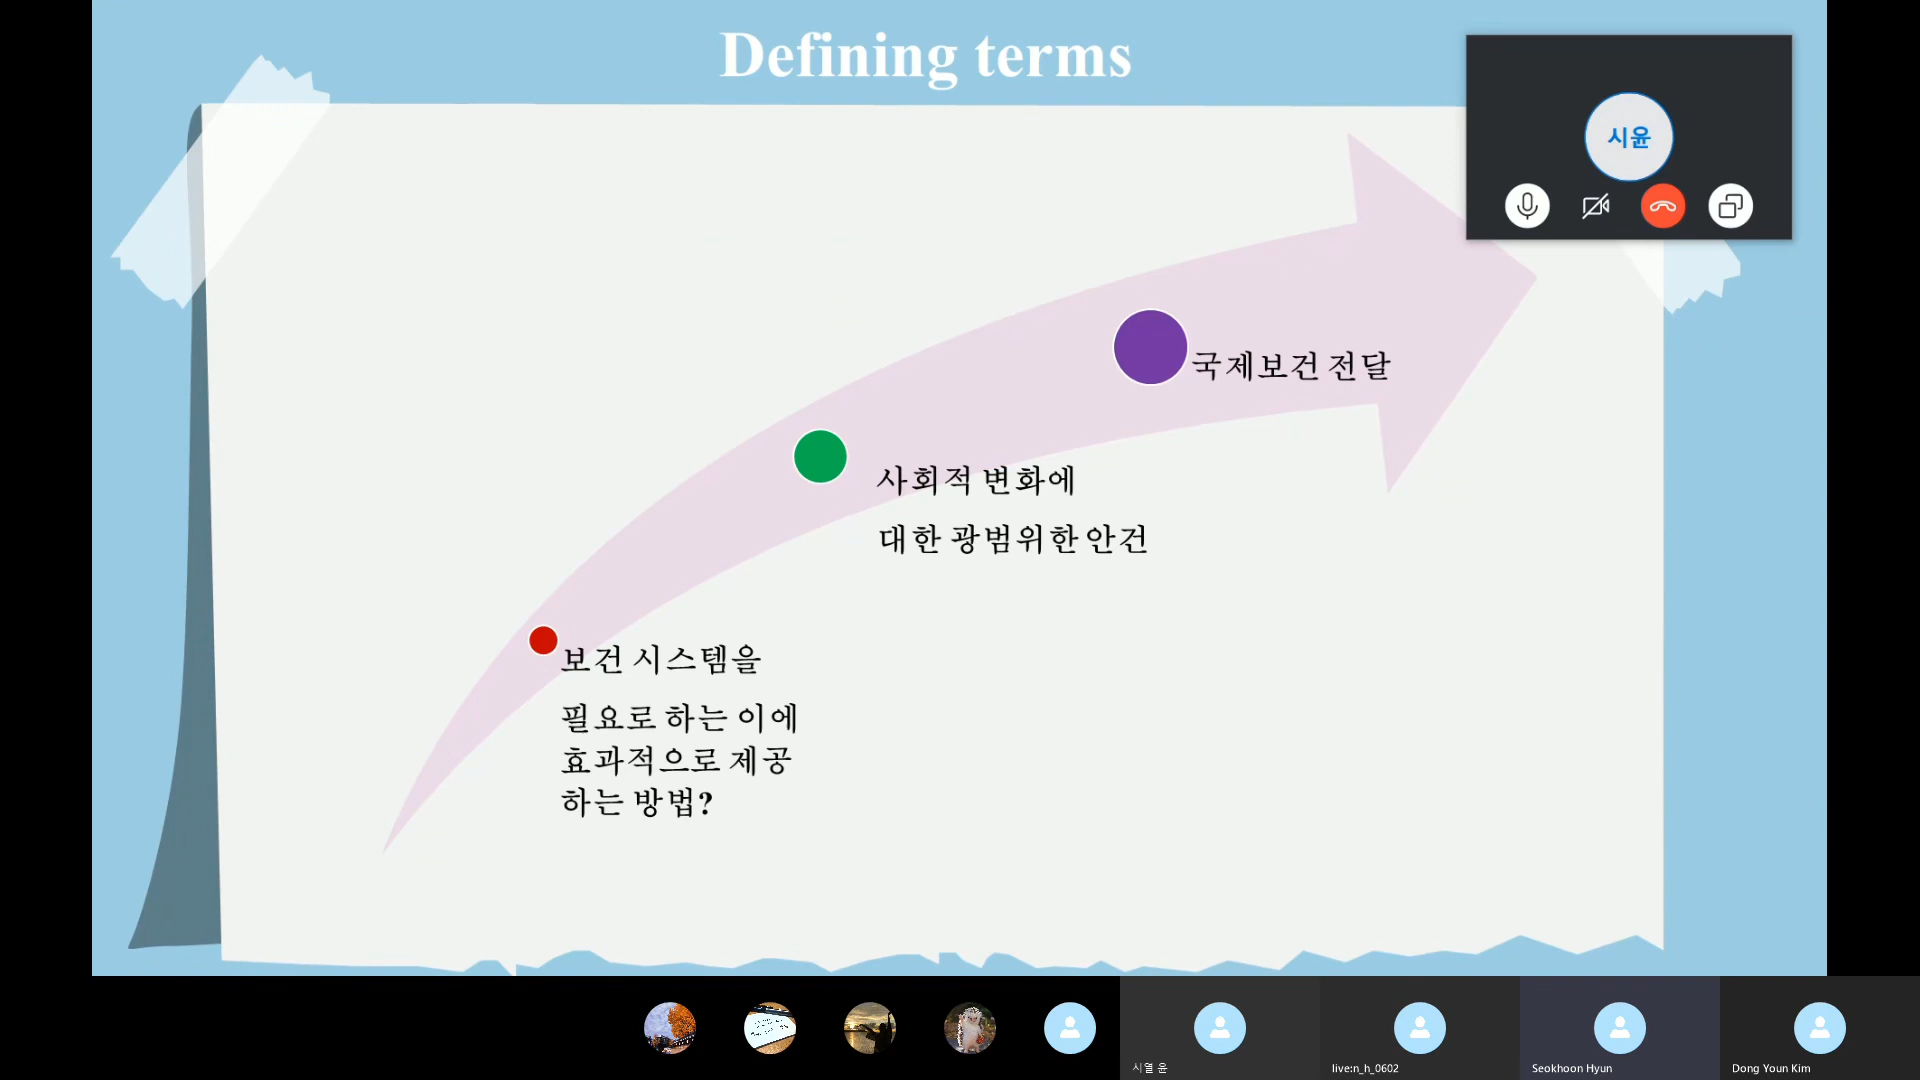 Defining terms
시윤
국제보건 전달
사회적 변화에
대한 광범위한 안건
보건 시스템을
필요로 하는 이에
효과적으로 제공
하는 방법?
시열 윤
live:n_h_0602
Seokhoon Hyun
Dong Youn Kim